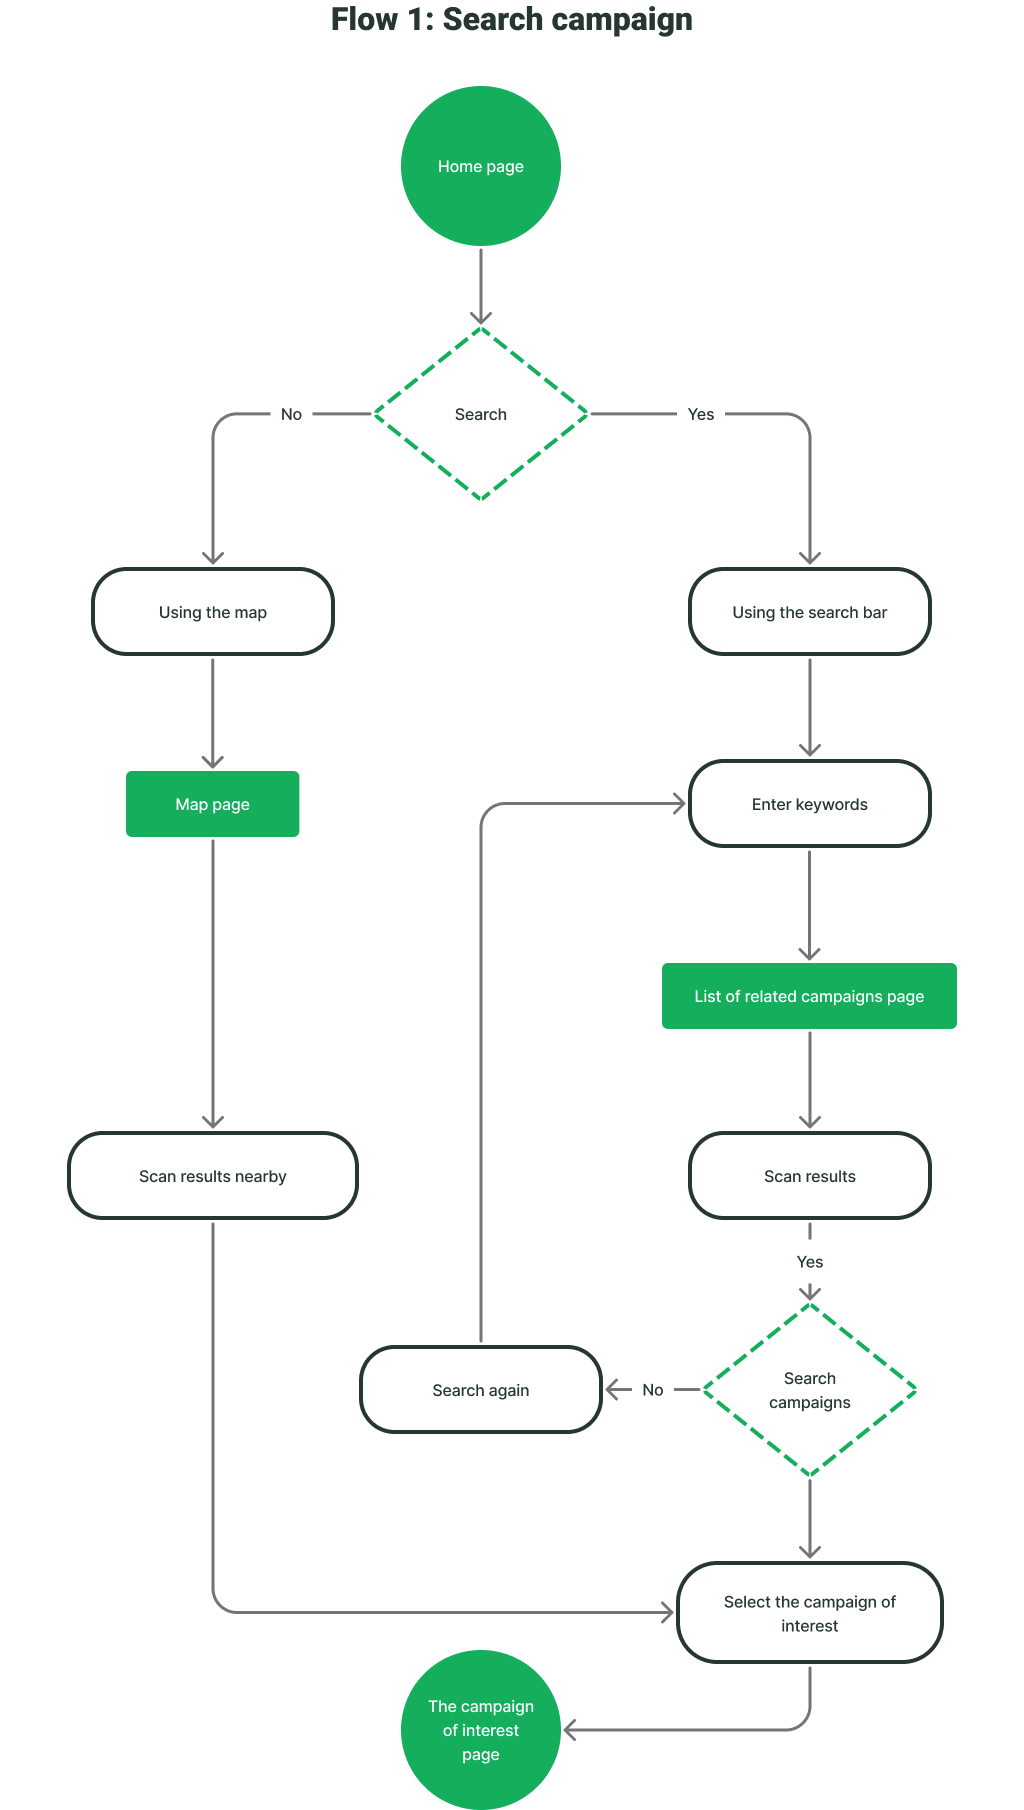 Flow 1: Search campaign
Home page
No
Search
Yes
Using the map
Using the search bar
Map page
Enter keywords
List of related campaigns page
Scan results nearby
Scan results
Yes
Search again
No
Search
campaigns
Select the campaign of
interest
The campaign
of interest
page